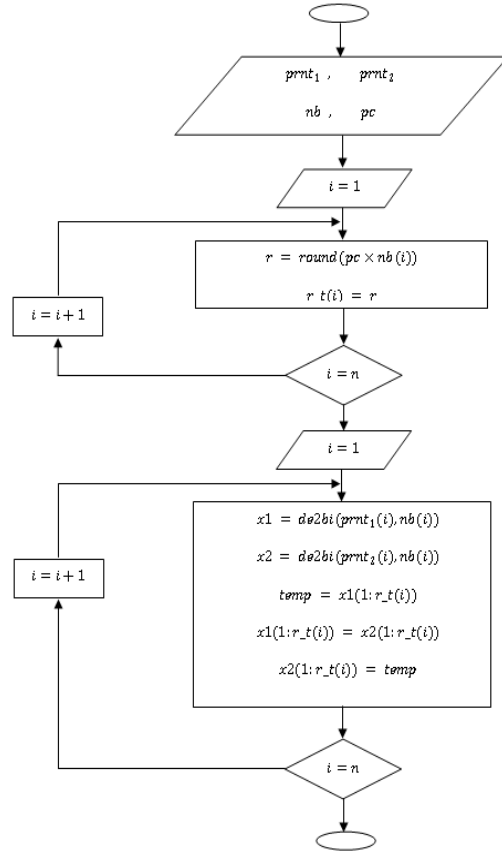 prnt₁ , prnt₂
nb , pc
i = 1
r = round(pc × nb(i))
r t(i) = r
i = i + 1
i = n
i = 1
x1 = de2bi(prnt₁(i), nb(i))
x2 = de2bi(prnt₂(i), nb(i))
temp = x1(1: r_t(i))
x1(1: r_t(i)) = x2(1: r_t(i))
x2(1: r_t(i)) = temp
i = i + 1
i = n